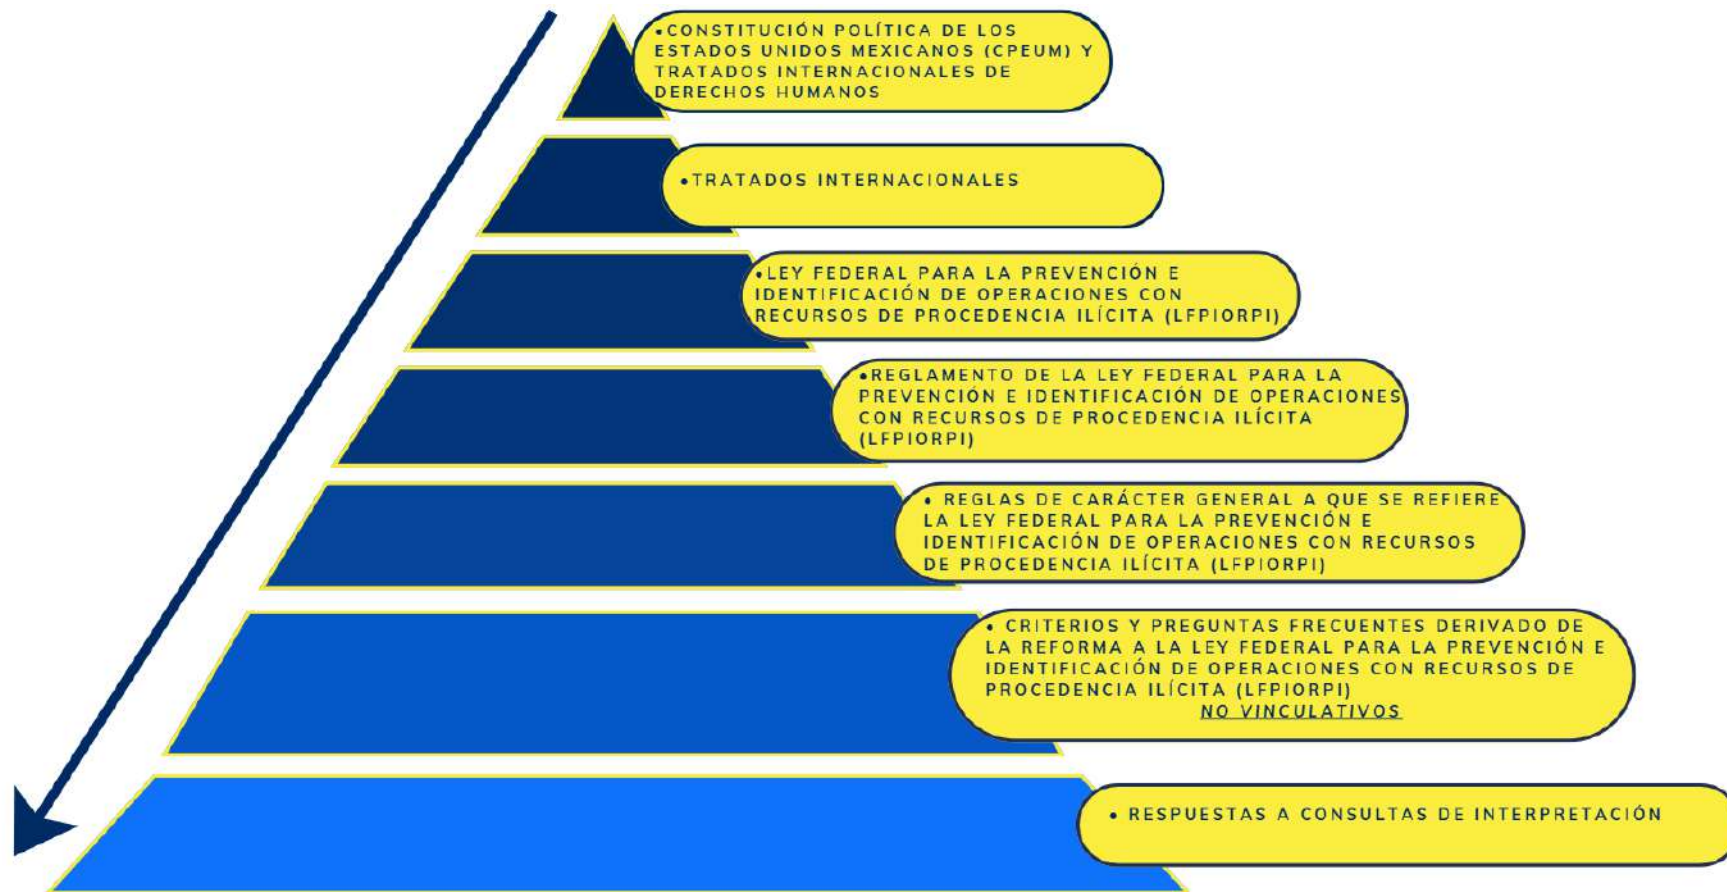 •CONSTITUCIÓN POLÍTICA DE LOS
ESTADOS UNIDOS MEXICANOS (CPEUM) Y
TRATADOS INTERNACIONALES DE
DERECHOS HUMANOS
•TRATADOS INTERNACIONALES
•LEY FEDERAL PARA LA PREVENCIÓN E
IDENTIFICACIÓN DE OPERACIONES CON
RECURSOS DE PROCEDENCIA ILÍCITA (LFPIORPI)
•REGLAMENTO DE LA LEY FEDERAL PARA LA
PREVENCIÓN E IDENTIFICACIÓN DE OPERACIONES
CON RECURSOS DE PROCEDENCIA ILÍCITA
(LFPIORPI)
• REGLAS DE CARÁCTER GENERAL A QUE SE REFIERE
LA LEY FEDERAL PARA LA PREVENCIÓN E
IDENTIFICACIÓN DE OPERACIONES CON RECURSOS
DE PROCEDENCIA ILÍCITA (LFPIORPI)
• CRITERIOS Y PREGUNTAS FRECUENTES DERIVADO DE
LA REFORMA A LA LEY FEDERAL PARA LA PREVENCIÓN E
IDENTIFICACIÓN DE OPERACIONES CON RECURSOS DE
PROCEDENCIA ILÍCITA (LFPIORPI)
NO VINCULATIVOS
• RESPUESTAS A CONSULTAS DE INTERPRETACIÓN